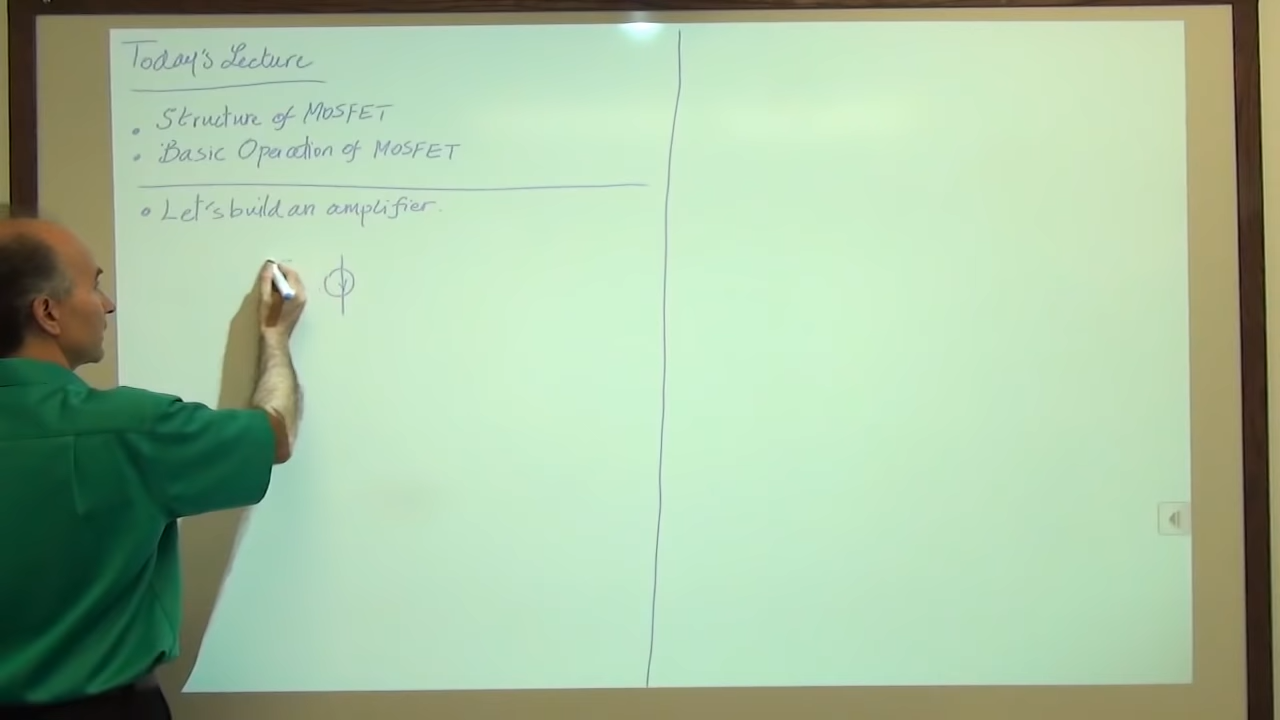 Today's Lecture
• Structure of MOSFET
• Basic Operation of MOSFET
• Let's build an amplifier.